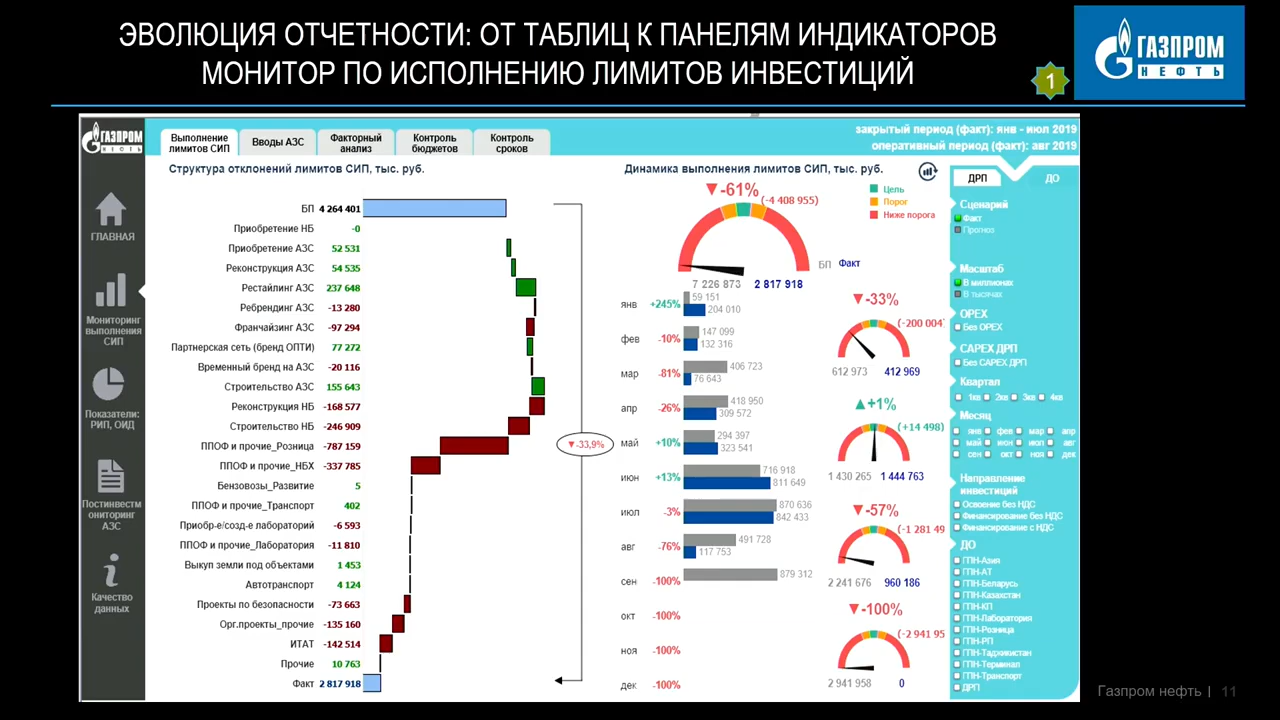 ЭВОЛЮЦИЯ ОТЧЕТНОСТИ: ОТ ТАБЛИЦ К ПАНЕЛЯМ ИНДИКАТОРОВ
МОНИТОР ПО ИСПОЛНЕНИЮ ЛИМИТОВ ИНВЕСТИЦИЙ
1
ГАЗПРОМ
НЕФТЬ
ГАЗПРОМ
НЕФТЬ
ГЛАВНАЯ
Мониторинг
выполнения
СИП
Показатели:
РИП, ОИД
Постинвестм
ониторинг
АЗС
Качество
данных
Выполнение
лимитов СИП
Вводы АЗС
Факторный
анализ
Контроль
бюджетов
Контроль
сроков
закрытый период (факт): янв - июл 2019
оперативный период (факт): авг 2019
Структура отклонений лимитов СИП, тыс. руб.
БП 4 264 401
Приобретение НБ -0
Приобретение АЗС 52 531
Реконструкция АЗС 54 535
Рестайлинг АЗС 237 648
Ребрендинг АЗС -13 280
Франчайзинг АЗС -97 294
Партнерская сеть (бренд ОПТИ) 77 272
Временный бренд на АЗС -20 116
Строительство АЗС 155 643
Реконструкция НБ -168 577
Строительство НБ -246 909
ППОФ и прочие_Розница -787 159
ППОФ и прочие_НБХ -337 785
Бензовозы_Развитие 5
ППОФ и прочие_Транспорт 402
Приобр-е/созд-е лабораторий -6 593
ППОФ и прочие_Лаборатория -11 810
Выкуп земли под объектами 1 453
Автотранспорт 4 124
Проекты по безопасности -73 663
Орг.проекты_прочие -135 160
ИТАТ -142 514
Прочие 10 763
Факт 2 817 918
▼-33,9%
Динамика выполнения лимитов СИП, тыс. руб.
▼-61%
(-4 408 955)
Цель
Порог
Ниже порога
БП Факт
7 226 873 2 817 918
янв +245% 59 151
204 010
фев -10% 147 099
132 316
мар -81% 406 723
76 643
апр -26% 418 950
309 572
май +10% 294 397
323 541
июн +13% 716 918
811 649
июл -3% 870 636
842 433
авг -76% 491 728
117 753
сен -100% 879 312
окт -100%
ноя -100%
дек -100%
▼-33%
(-200 004
612 973 412 969
▲+1%
(+14 498)
1 430 265 1 444 763
▼-57%
(-1 281 49
2 241 676 960 186
▼-100%
(-2 941 95
2 941 958 0
ДРП ДО
Сценарий
Факт
Прогноз
Масштаб
В миллионах
В тысячах
OPEX
Без OPEX
CAPEX ДРП
Без CAPEX ДРП
Квартал
1кв 2кв 3кв 4кв
Месяц
янв фев мар апр
май июн июл авг
сен окт ноя дек
Направление
инвестиций
Освоение без НДС
Финансирование без НДС
Финансирование с НДС
ДО
ГПН-Азия
ГПН-АТ
ГПН-Беларусь
ГПН-Казахстан
ГПН-КП
ГПН-Лаборатория
ГПН-Розница
ГПН-РП
ГПН-Таджикистан
ГПН-Терминал
ГПН-Транспорт
ДРП
Газпром нефть | 11